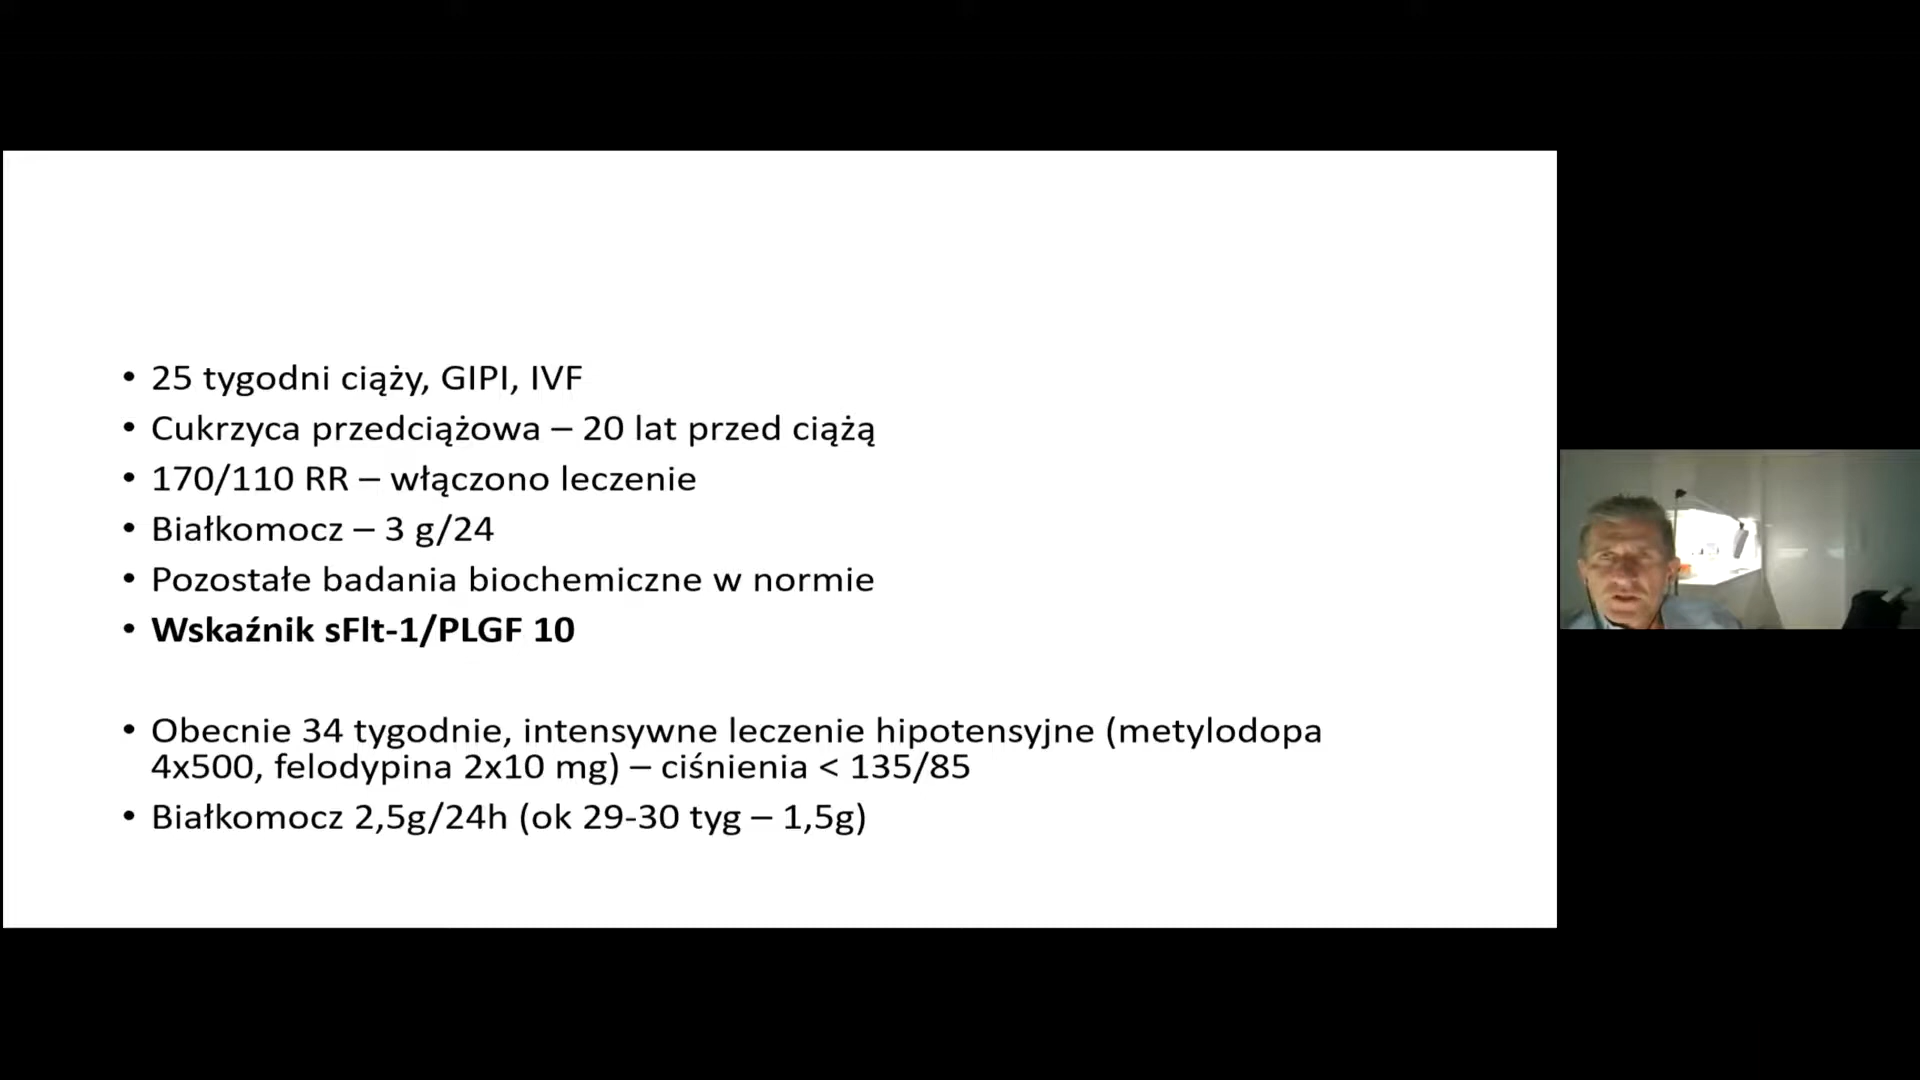 • 25 tygodni ciąży, GIPI, IVF
• Cukrzyca przedciążowa – 20 lat przed ciążą
• 170/110 RR – włączono leczenie
• Białkomocz – 3 g/24
• Pozostałe badania biochemiczne w normie
• Wskaźnik sFlt-1/PLGF 10
• Obecnie 34 tygodnie, intensywne leczenie hipotensyjne (metylodopa
4x500, felodypina 2x10 mg) – ciśnienia < 135/85
• Białkomocz 2,5g/24h (ok 29-30 tyg – 1,5g)